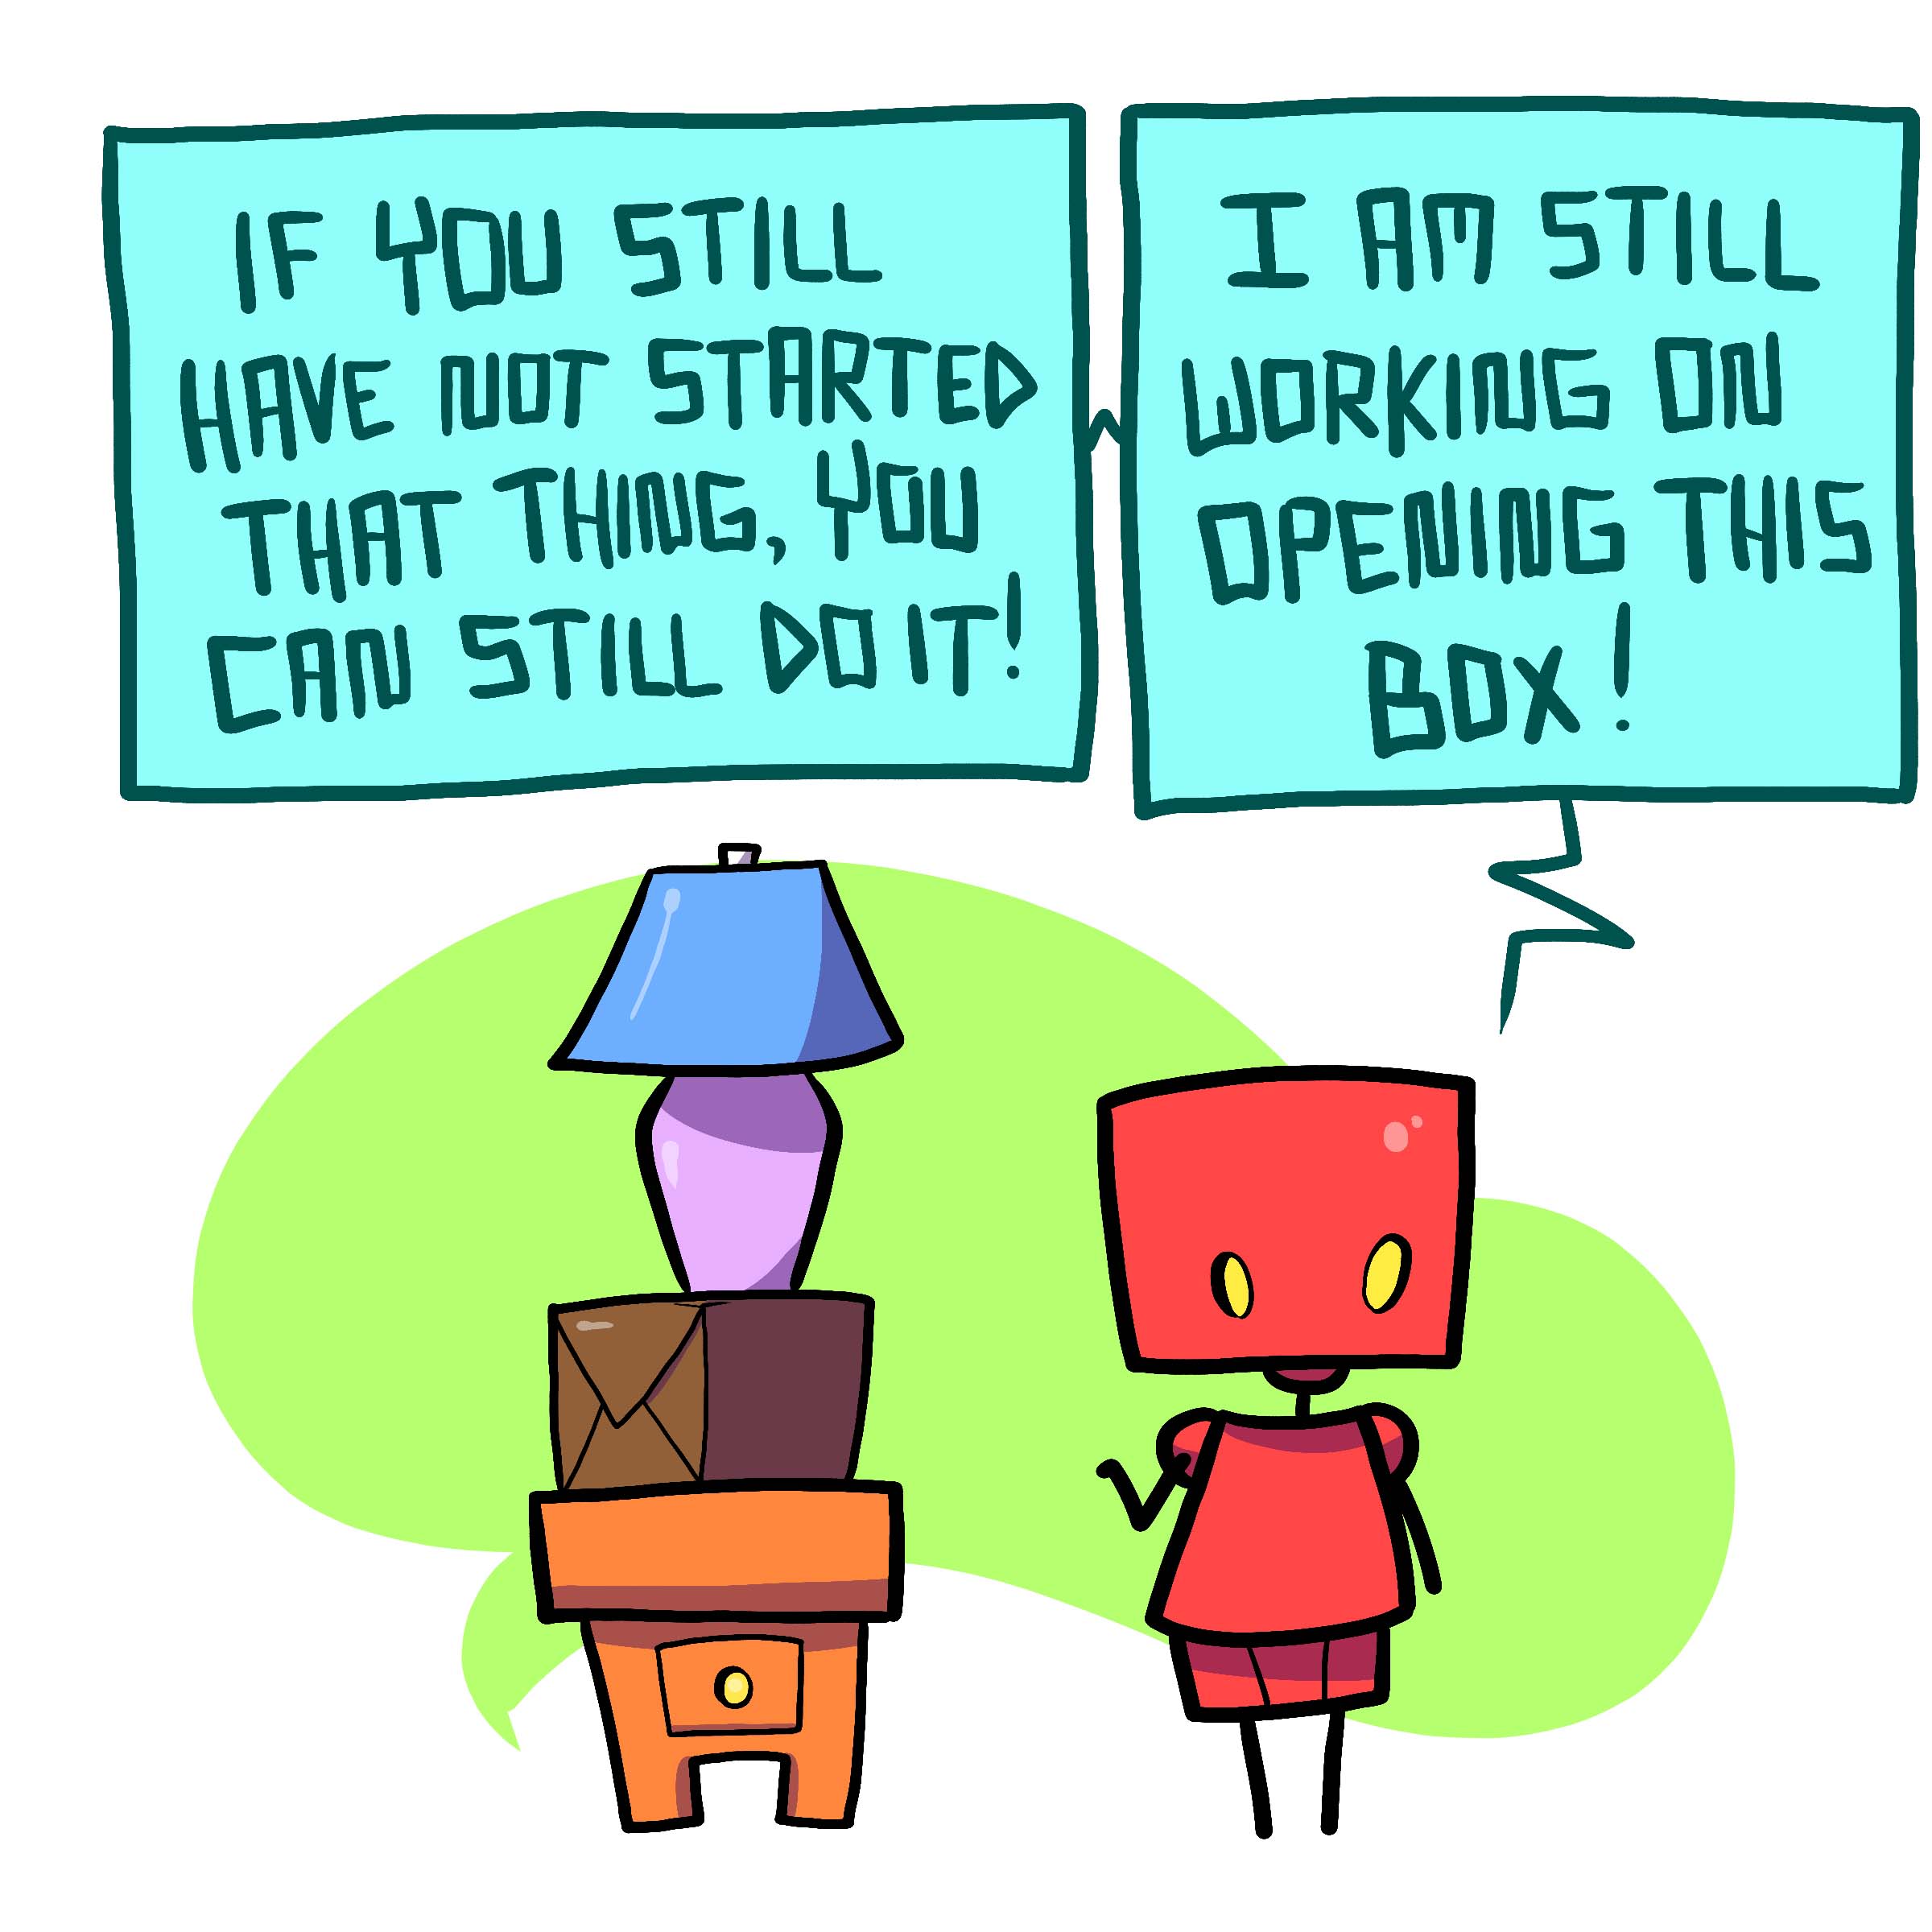 IF YOU STILL
HAVE NOT STARTED
THAT THING, YOU
CAN STILL DO IT!
I AM STILL
WORKING ON
OPENING THIS
BOX!